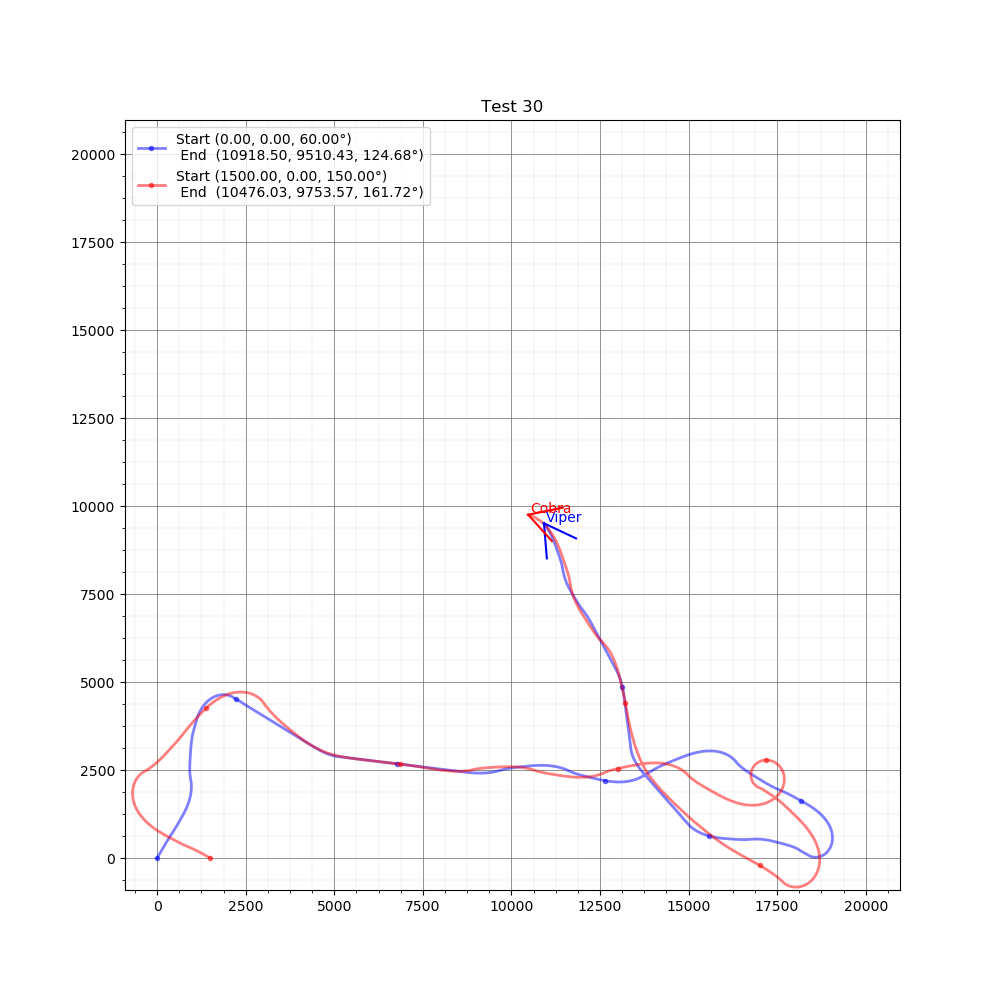 Test 30
Start (0.00, 0.00, 60.00°)
End (10918.50, 9510.43, 124.68°)
Start (1500.00, 0.00, 150.00°)
End (10476.03, 9753.57, 161.72°)
20000
17500
15000
12500
10000
7500
5000
2500
0
Cobra
Viper
0 2500 5000 7500 10000 12500 15000 17500 20000